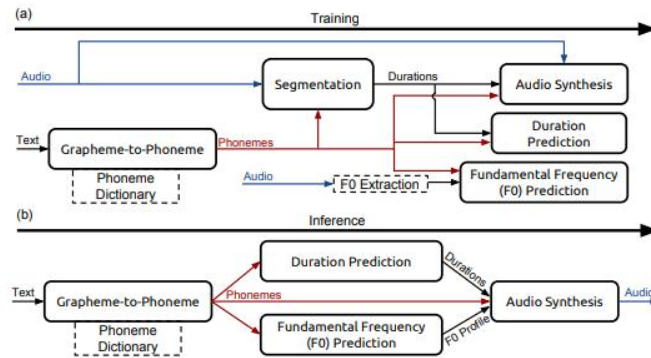 (a)
Training
Audio
Segmentation
Durations
Audio Synthesis
Text
Grapheme-to-Phoneme
Phonemes
Duration
Prediction
Phoneme
Dictionary
Audio
F0 Extraction
Fundamental Frequency
(F0) Prediction
(b)
Inference
Duration Prediction
Durations
Text
Grapheme-to-Phoneme
Phonemes
Audio Synthesis
Audio
Phoneme
Dictionary
Fundamental Frequency
(F0) Prediction
F0 Profile